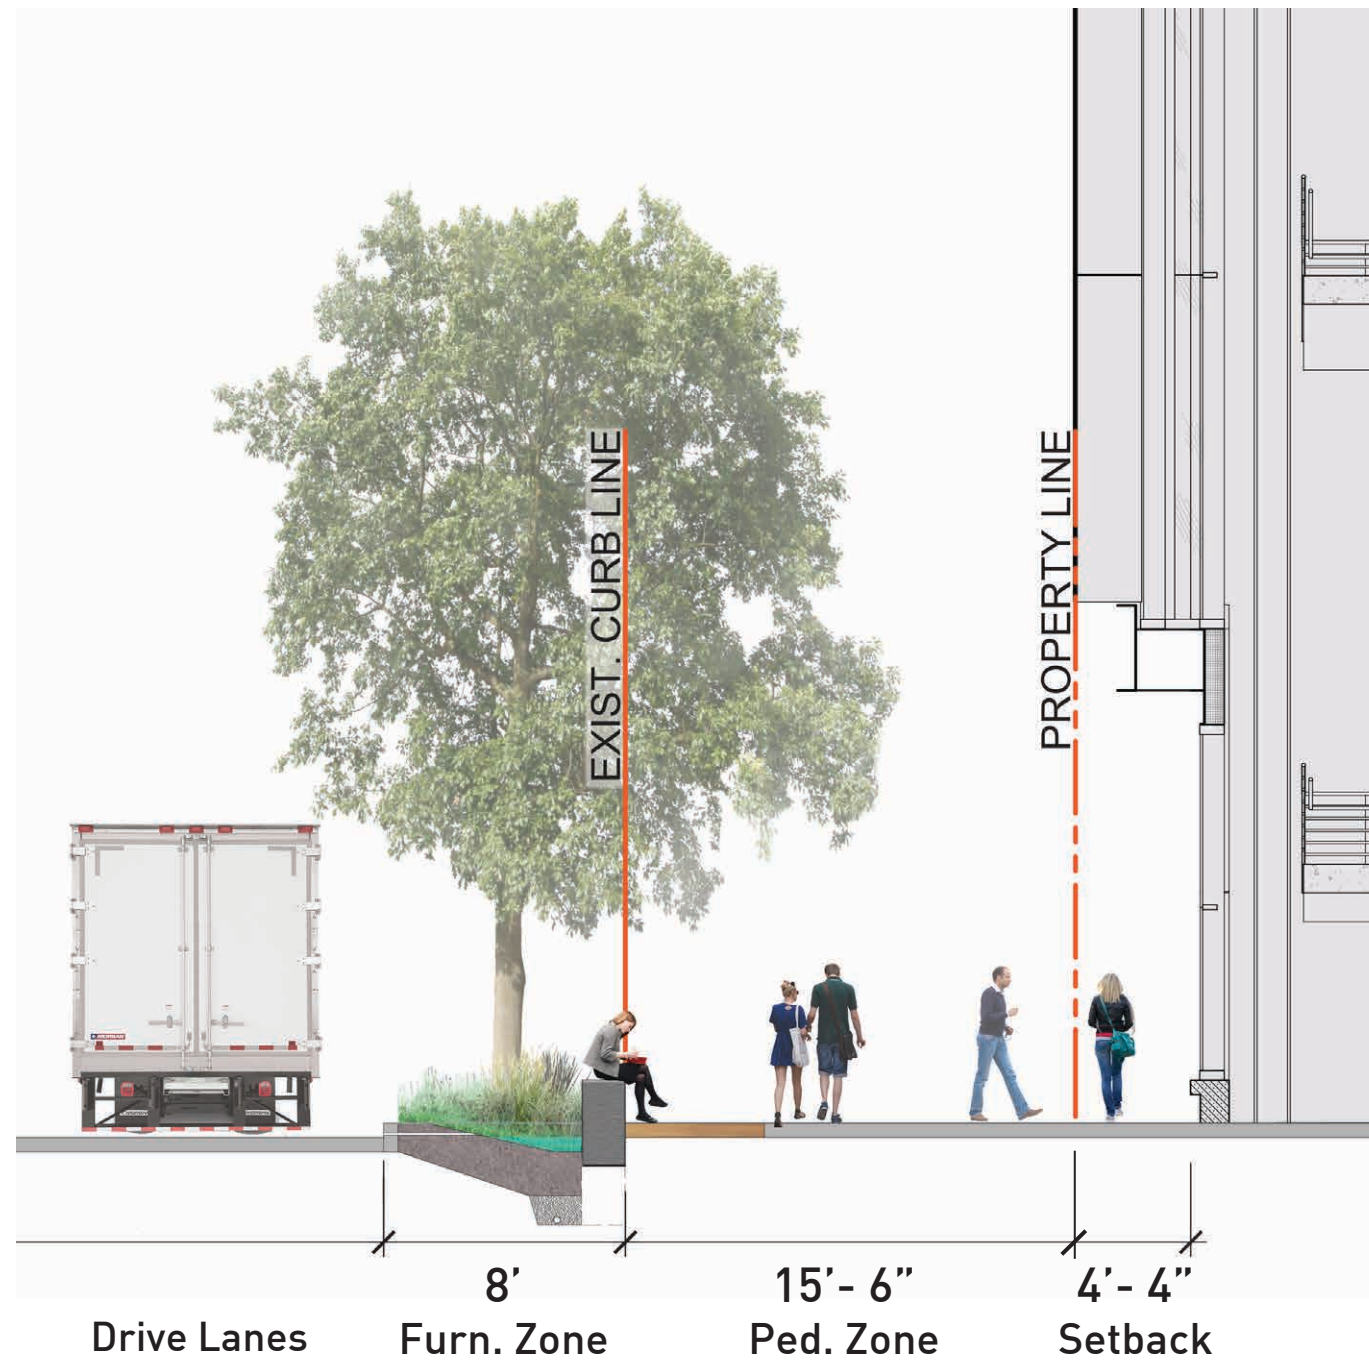 EXIST. CURB LINE
PROPERTY LINE
8’
15’- 6”
4’- 4”
Drive Lanes
Furn. Zone
Ped. Zone
Setback